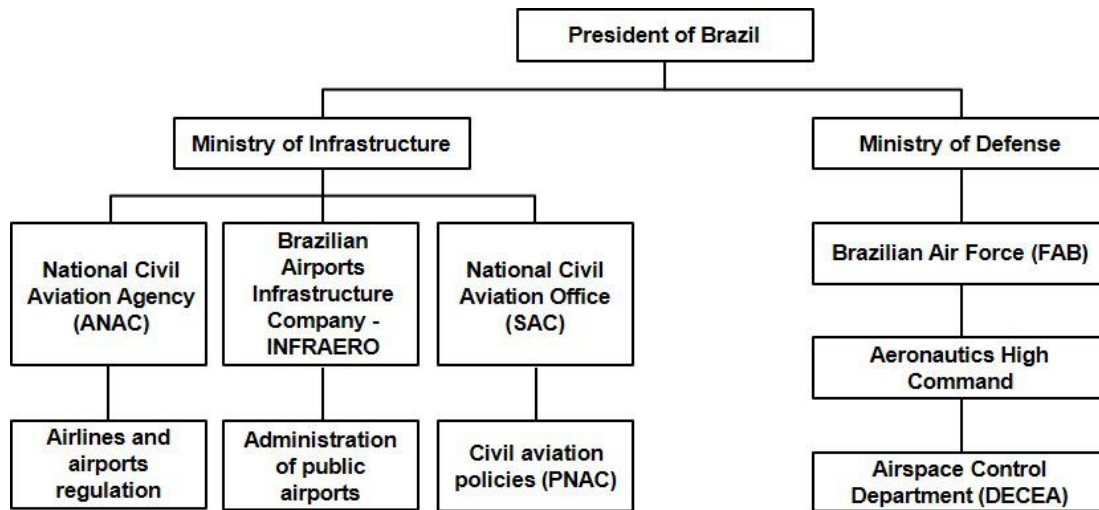 President of Brazil
Ministry of Infrastructure
Ministry of Defense
National Civil
Aviation Agency
(ANAC)
Brazilian
Airports
Infrastructure
Company -
INFRAERO
National Civil
Aviation Office
(SAC)
Brazilian Air Force (FAB)
Aeronautics High
Command
Airlines and
airports
regulation
Administration
of public
airports
Civil aviation
policies (PNAC)
Airspace Control
Department (DECEA)